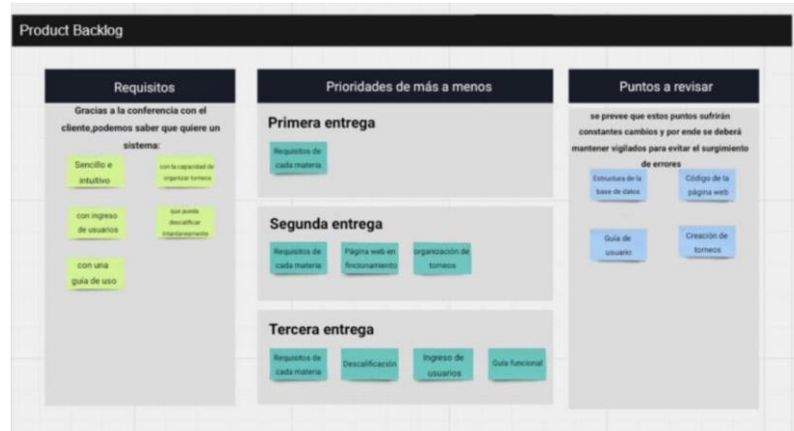 Product Backlog
Requisitos
Gracias a la conferencia con el
cliente,podemos saber que quiere un
sistema:
Sencillo e
intuitivo
con la capacidad de
organizar torneos
con ingreso
de usuarios
que pueda
descalificar
intantaneamente
con una
guía de uso
Prioridades de más a menos
Primera entrega
Requisitos de
cada materia
Segunda entrega
Requisitos de
cada materia
Página web en
fincionamiento
organización de
torneos
Tercera entrega
Requisitos de
cada materia
Descalificación
Ingreso de
usuarios
Guía funcional
Puntos a revisar
se prevee que estos puntos sufrirán
constantes cambios y por ende se deberá
mantener vigilados para evitar el surgimiento
de errores
Estructura de la
base de datos
Código de la
página web
Guía de
usuario
Creación de
torneos